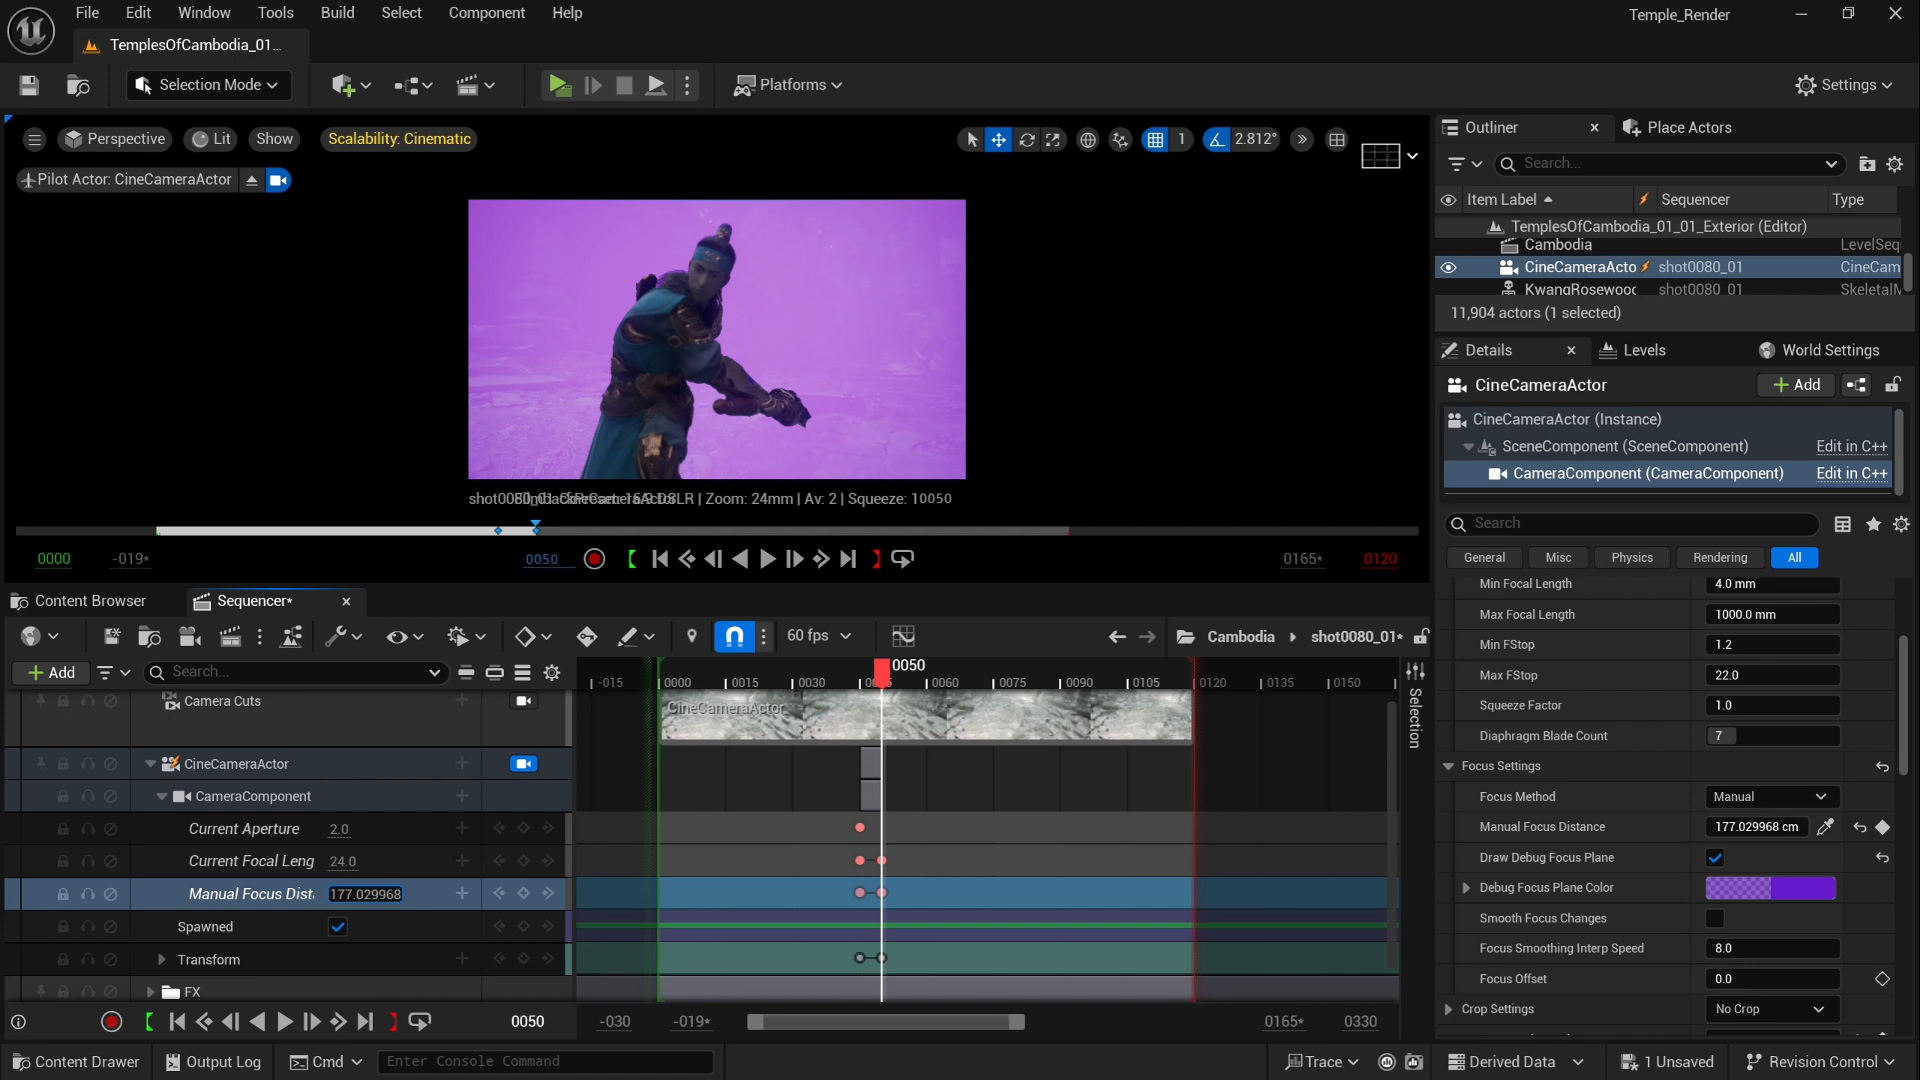 File Edit Window Tools Build Select Component Help
Temple_Render
TemplesOfCambodia_01...
Selection Mode
Platforms
Settings
Perspective Lit Show Scalability: Cinematic
1 2.812°
Pilot Actor: CineCameraActor
| Zoom: 24mm | Av: 2 | Squeeze: 1
0050
0000 -019* 0050 0165* 0120
Content Browser
Sequencer*
60 fps
Cambodia shot0080_01*
Add Search...
0050
-015 0000 0015 0030 0060 0075 0090 0105 0120 0135 0150
Camera Cuts
CineCameraActor
CineCameraActor
CameraComponent
Current Aperture 2.0
Current Focal Leng 24.0
Manual Focus Dist 177.029968
Spawned
Transform
FX
Selection
0050 -030 -019* 0165* 0330
Content Drawer Output Log Cmd Enter Console Command
Trace Derived Data 1 Unsaved Revision Control
Outliner Place Actors
Search...
Item Label Sequencer Type
TemplesOfCambodia_01_01_Exterior (Editor)
Cambodia LevelSeq
CineCameraActo shot0080_01 CineCam
KwangRosewood shot0080_01 SkeletalM
11,904 actors (1 selected)
Details Levels World Settings
CineCameraActor Add
CineCameraActor (Instance)
SceneComponent (SceneComponent) Edit in C++
CameraComponent (CameraComponent) Edit in C++
Search
General Misc Physics Rendering All
Min Focal Length 4.0 mm
Max Focal Length 1000.0 mm
Min FStop 1.2
Max FStop 22.0
Squeeze Factor 1.0
Diaphragm Blade Count 7
Focus Settings
Focus Method Manual
Manual Focus Distance 177.029968 cm
Draw Debug Focus Plane
Debug Focus Plane Color
Smooth Focus Changes
Focus Smoothing Interp Speed 8.0
Focus Offset 0.0
Crop Settings No Crop